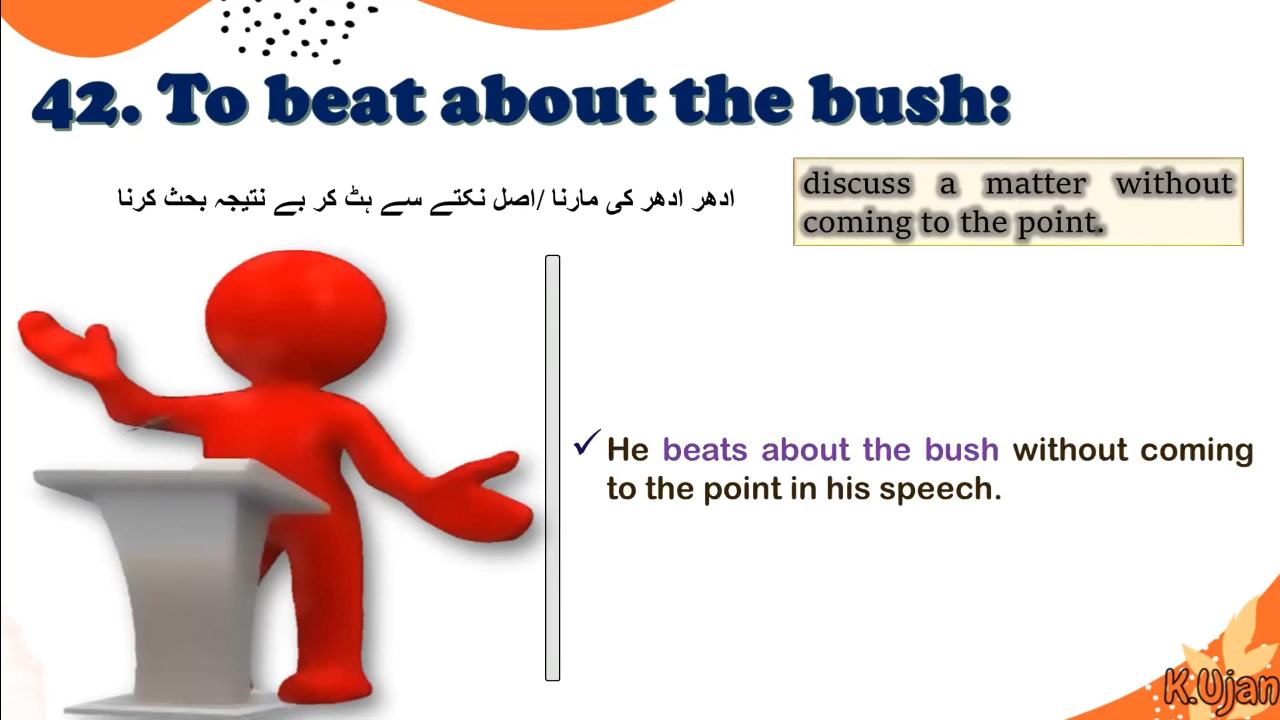 42. To beat about the bush:
ادھر ادھر کی مارنا /اصل نکتے سے ہٹ کر بے نتیجہ بحث کرنا
discuss a matter without
coming to the point.
✓ He beats about the bush without coming
to the point in his speech.
K.Ujan